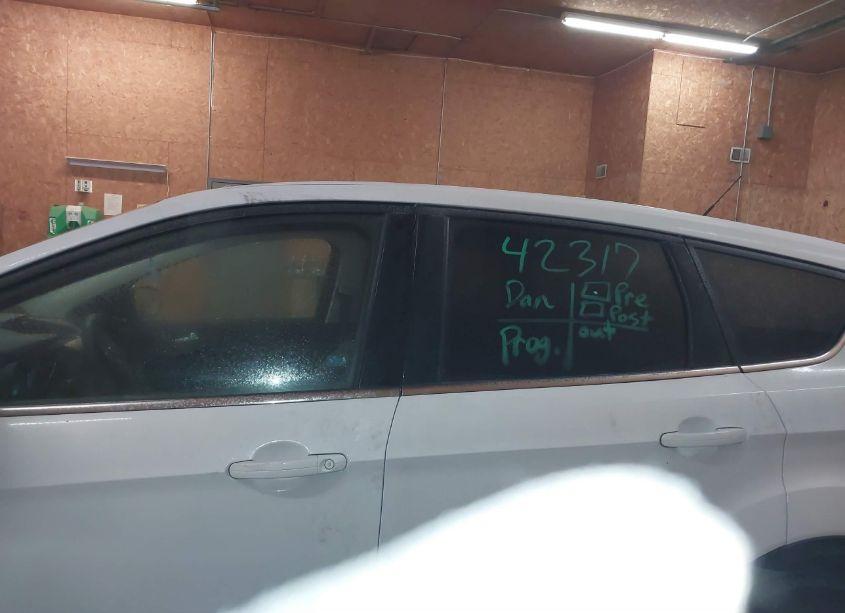 42317
Dan Pre
Post
Prog. out